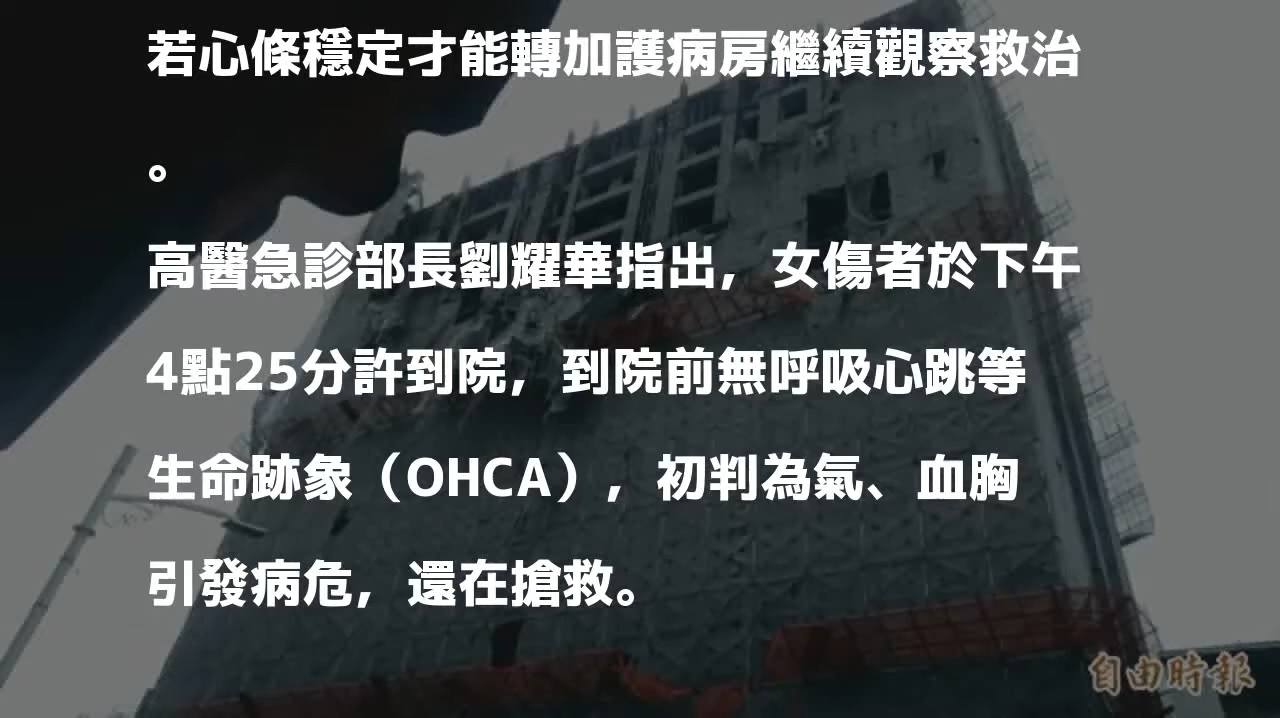 若心條穩定才能轉加護病房繼續觀察救治
。
高醫急診部長劉耀華指出，女傷者於下午
4點25分許到院，到院前無呼吸心跳等
生命跡象（OHCA），初判為氣、血胸
引發病危，還在搶救。
自由時報